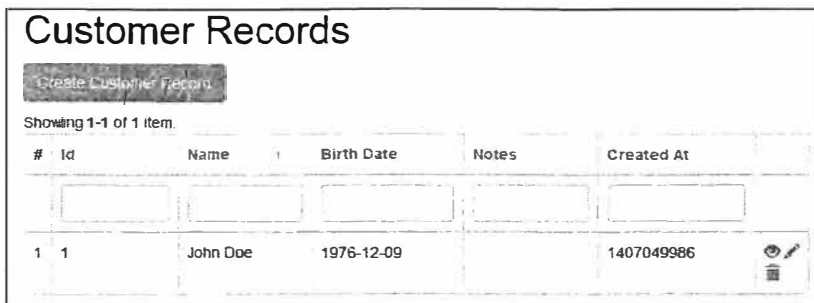 Customer Records
Create Customer Record
Showing 1-1 of 1 item.
# Id Name Birth Date Notes Created At
1 1 John Doe 1976-12-09 1407049986